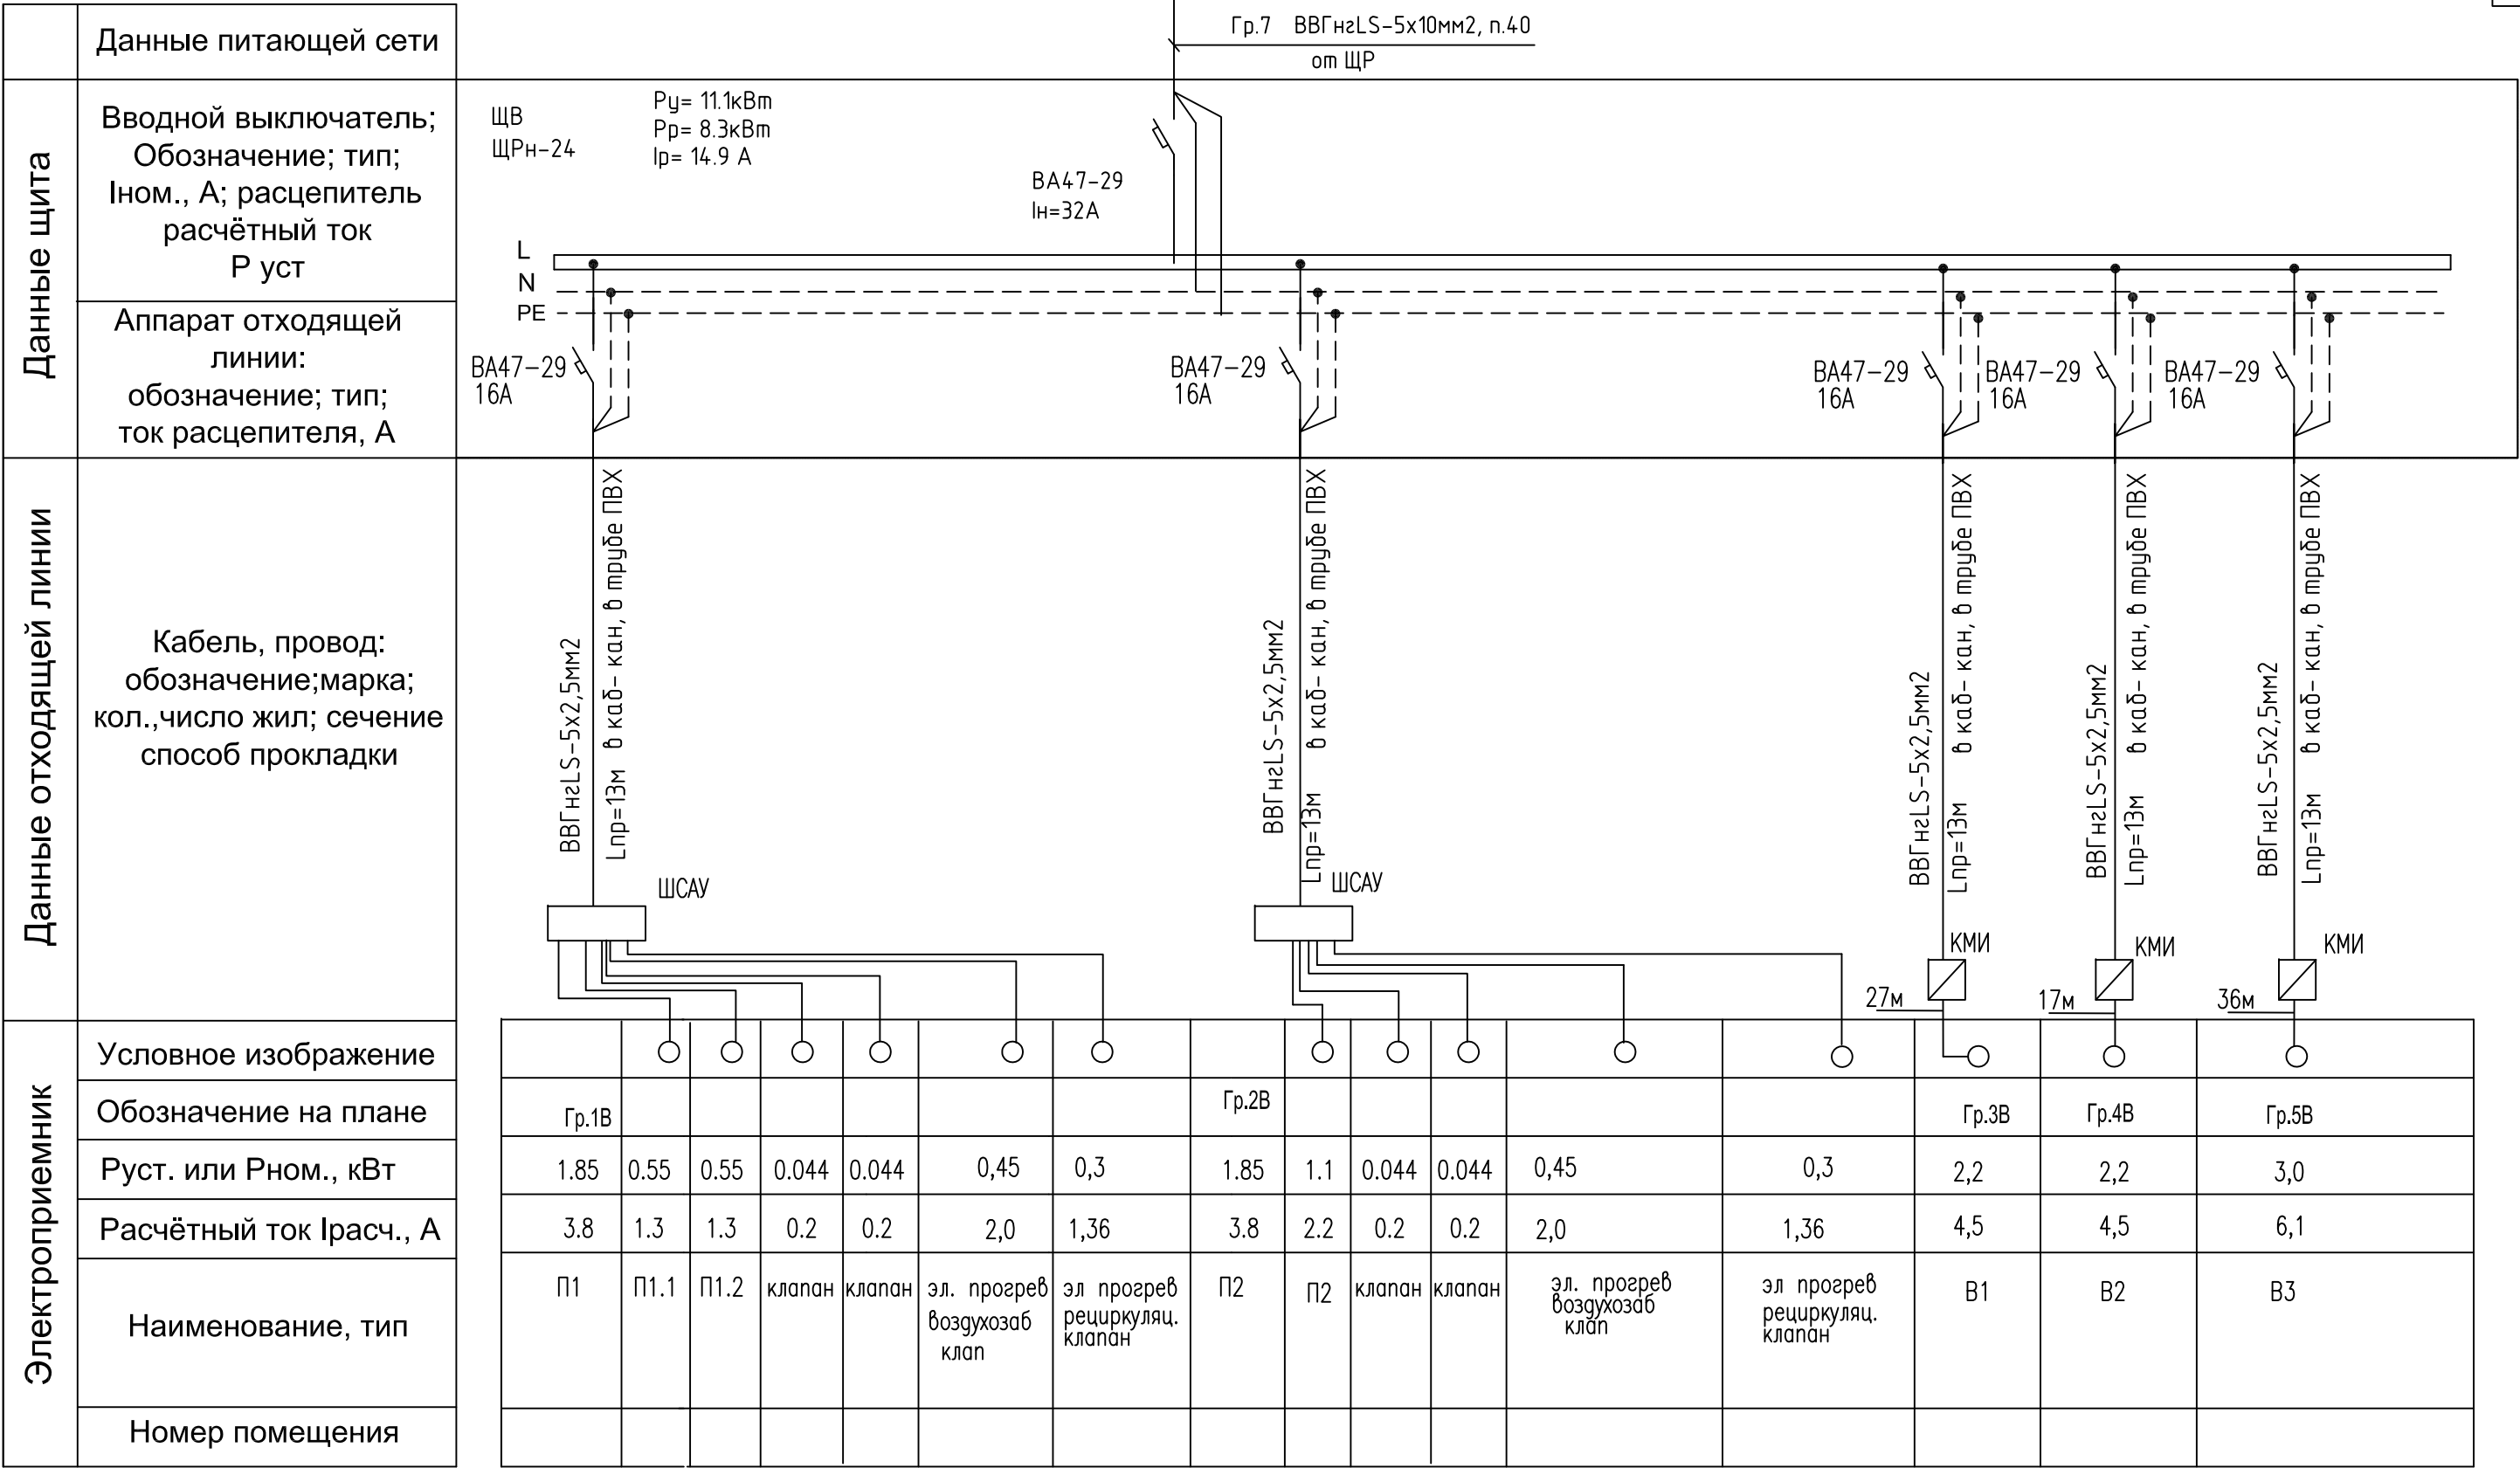 Данные питающей сети
Гр.7 ВВГнгLS-5х10мм2, п.40
от ЩР
Данные щита
Вводной выключатель;
Обозначение; тип;
Iном., А; расцепитель
расчётный ток
Р уст
ЩВ
ЩРн-24
Ру= 11.1кВт
Рр= 8.3кВт
Iр= 14.9 А
ВА47-29
Iн=32А
L
N
PE
Аппарат отходящей
линии:
обозначение; тип;
ток расцепителя, А
ВА47-29
16А
ВА47-29
16А
ВА47-29
16А
ВА47-29
16А
ВА47-29
16А
Данные отходящей линии
Кабель, провод:
обозначение;марка;
кол.,число жил; сечение
способ прокладки
ВВГнгLS-5х2,5мм2
Lпр=13м в каб- кан, в трубе ПВХ
ВВГнгLS-5х2,5мм2
Lпр=13м в каб- кан, в трубе ПВХ
ВВГнгLS-5х2,5мм2
Lпр=13м в каб- кан, в трубе ПВХ
ВВГнгLS-5х2,5мм2
Lпр=13м в каб- кан, в трубе ПВХ
ВВГнгLS-5х2,5мм2
Lпр=13м в каб- кан, в трубе ПВХ
ШСАУ
ШСАУ
КМИ
КМИ
КМИ
27м
17м
36м
Электроприемник
Условное изображение
Обозначение на плане
Гр.1В Гр.2В Гр.3В Гр.4В Гр.5В
Руст. или Рном., кВт
1.85 0.55 0.55 0.044 0.044 0,45 0,3 1.85 1.1 0.044 0.044 0,45 0,3 2,2 2,2 3,0
Расчётный ток Iрасч., А
3.8 1.3 1.3 0.2 0.2 2,0 1,36 3.8 2.2 0.2 0.2 2,0 1,36 4,5 4,5 6,1
Наименование, тип
П1
П1.1
П1.2
клапан
клапан
эл. прогрев
воздухозаб
клап
эл прогрев
рециркуляц.
клапан
П2
П2
клапан
клапан
эл. прогрев
воздухозаб
клап
эл прогрев
рециркуляц.
клапан
В1
В2
В3
Номер помещения